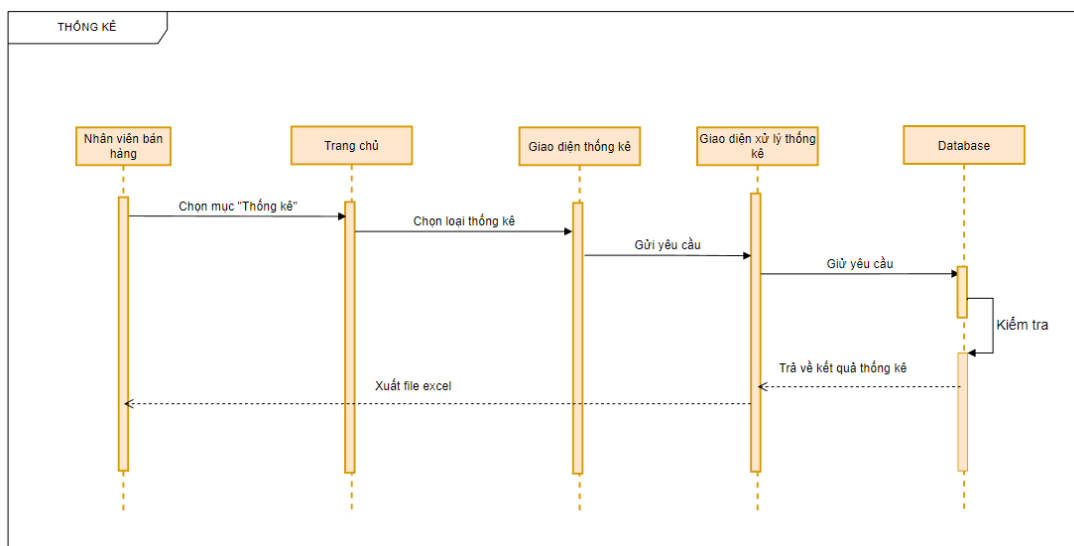 THỐNG KÊ
Nhân viên bán
hàng
Trang chủ
Giao diện thống kê
Giao diện xử lý thống
kê
Database
Chọn mục "Thống kê"
Chọn loại thống kê
Gửi yêu cầu
Giử yêu cầu
Kiểm tra
Trả về kết quả thống kê
Xuất file excel